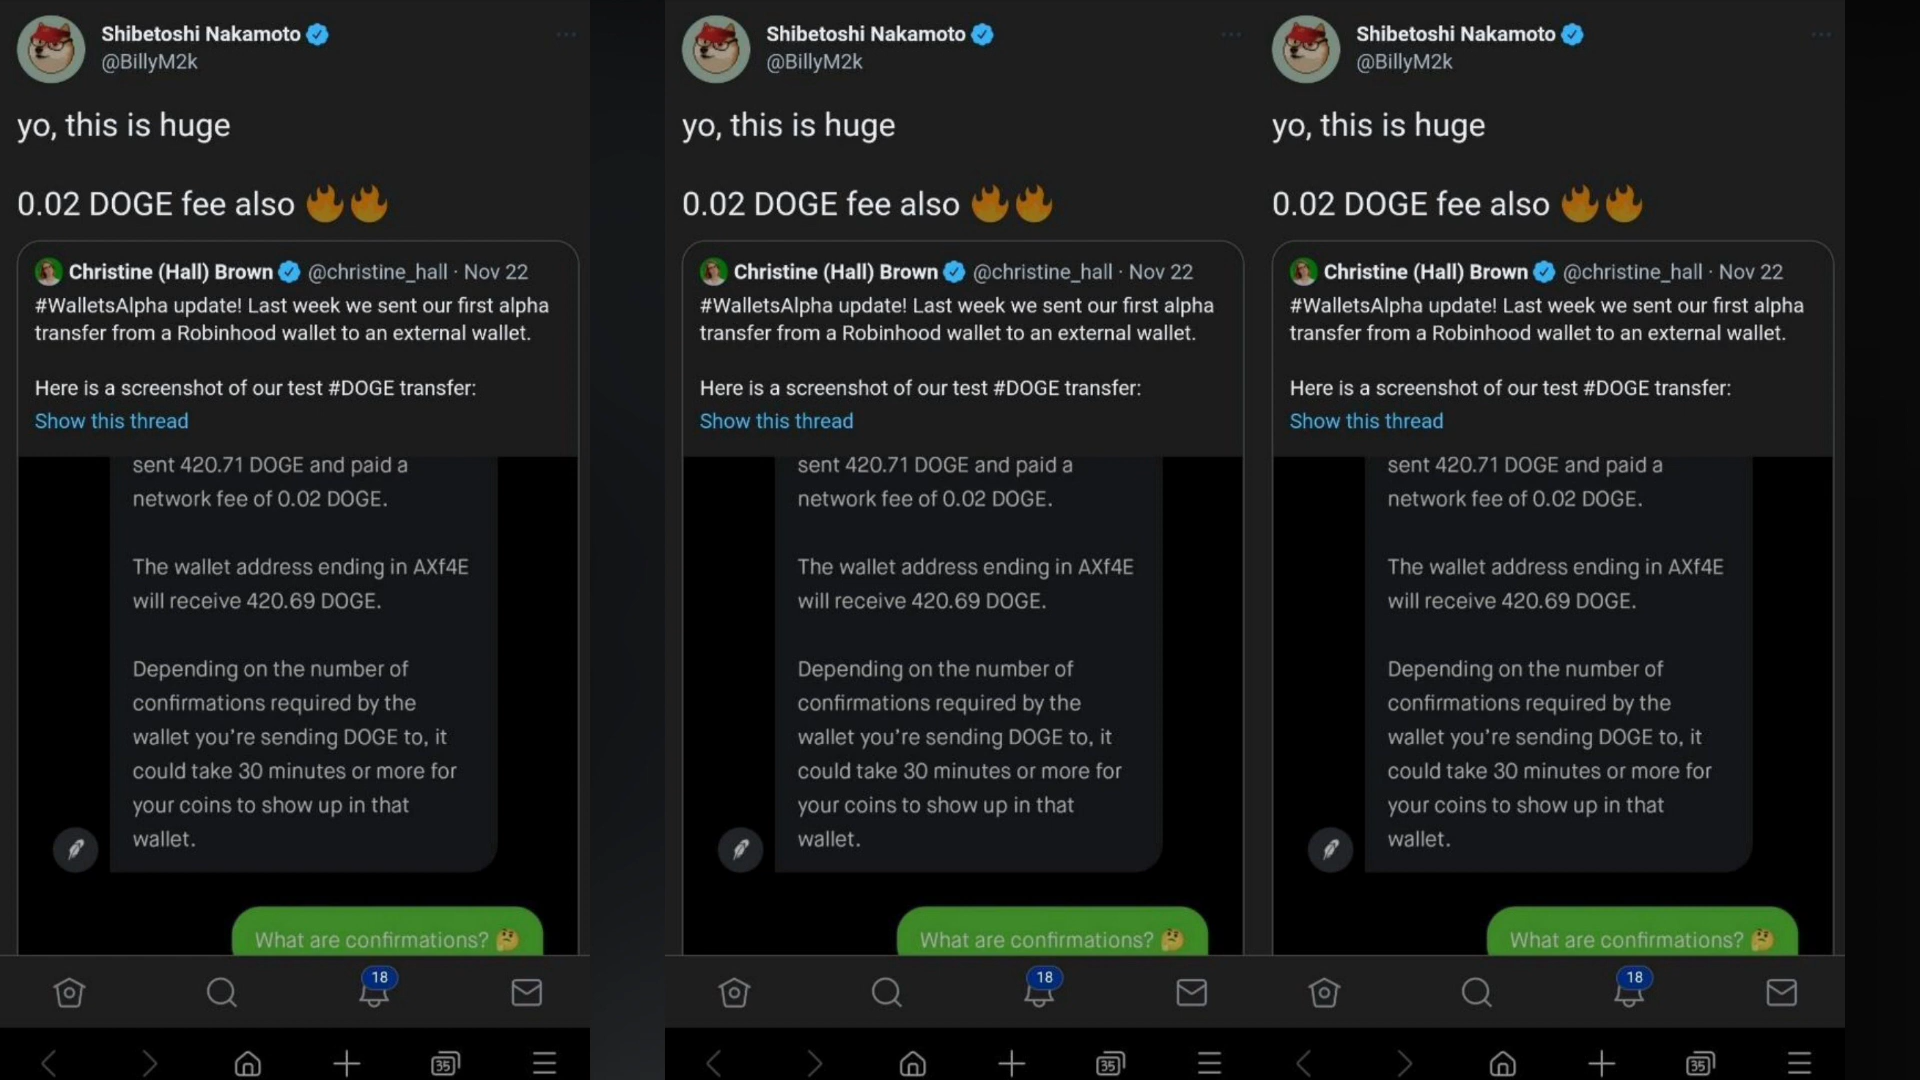 Shibetoshi Nakamoto
@BillyM2k
yo, this is huge
0.02 DOGE fee also 🔥🔥
Christine (Hall) Brown @christine_hall · Nov 22
#WalletsAlpha update! Last week we sent our first alpha
transfer from a Robinhood wallet to an external wallet.
Here is a screenshot of our test #DOGE transfer:
Show this thread
sent 420.71 DOGE and paid a
network fee of 0.02 DOGE.
The wallet address ending in AXf4E
will receive 420.69 DOGE.
Depending on the number of
confirmations required by the
wallet you’re sending DOGE to, it
could take 30 minutes or more for
your coins to show up in that
wallet.
What are confirmations? 🤔
18
35
Shibetoshi Nakamoto
@BillyM2k
yo, this is huge
0.02 DOGE fee also 🔥🔥
Christine (Hall) Brown @christine_hall · Nov 22
#WalletsAlpha update! Last week we sent our first alpha
transfer from a Robinhood wallet to an external wallet.
Here is a screenshot of our test #DOGE transfer:
Show this thread
sent 420.71 DOGE and paid a
network fee of 0.02 DOGE.
The wallet address ending in AXf4E
will receive 420.69 DOGE.
Depending on the number of
confirmations required by the
wallet you’re sending DOGE to, it
could take 30 minutes or more for
your coins to show up in that
wallet.
What are confirmations? 🤔
18
35
Shibetoshi Nakamoto
@BillyM2k
yo, this is huge
0.02 DOGE fee also 🔥🔥
Christine (Hall) Brown @christine_hall · Nov 22
#WalletsAlpha update! Last week we sent our first alpha
transfer from a Robinhood wallet to an external wallet.
Here is a screenshot of our test #DOGE transfer:
Show this thread
sent 420.71 DOGE and paid a
network fee of 0.02 DOGE.
The wallet address ending in AXf4E
will receive 420.69 DOGE.
Depending on the number of
confirmations required by the
wallet you’re sending DOGE to, it
could take 30 minutes or more for
your coins to show up in that
wallet.
What are confirmations? 🤔
18
35